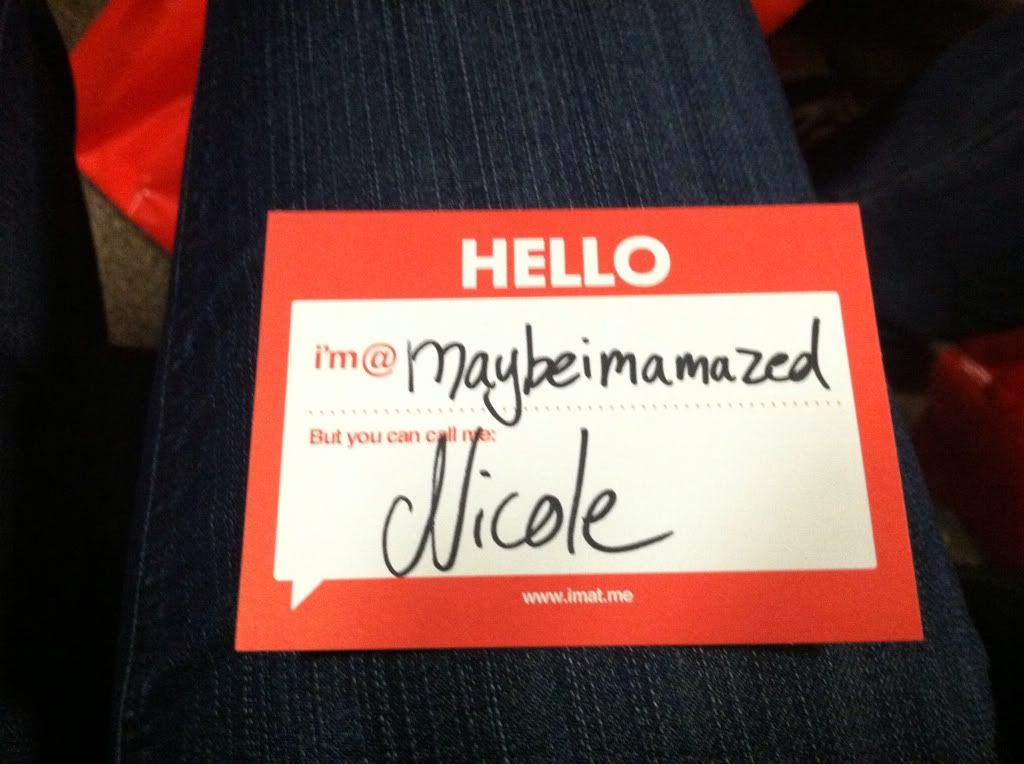 HELLO
i'm@ maybeimamazed
But you can call me:
Nicole
www.imat.me